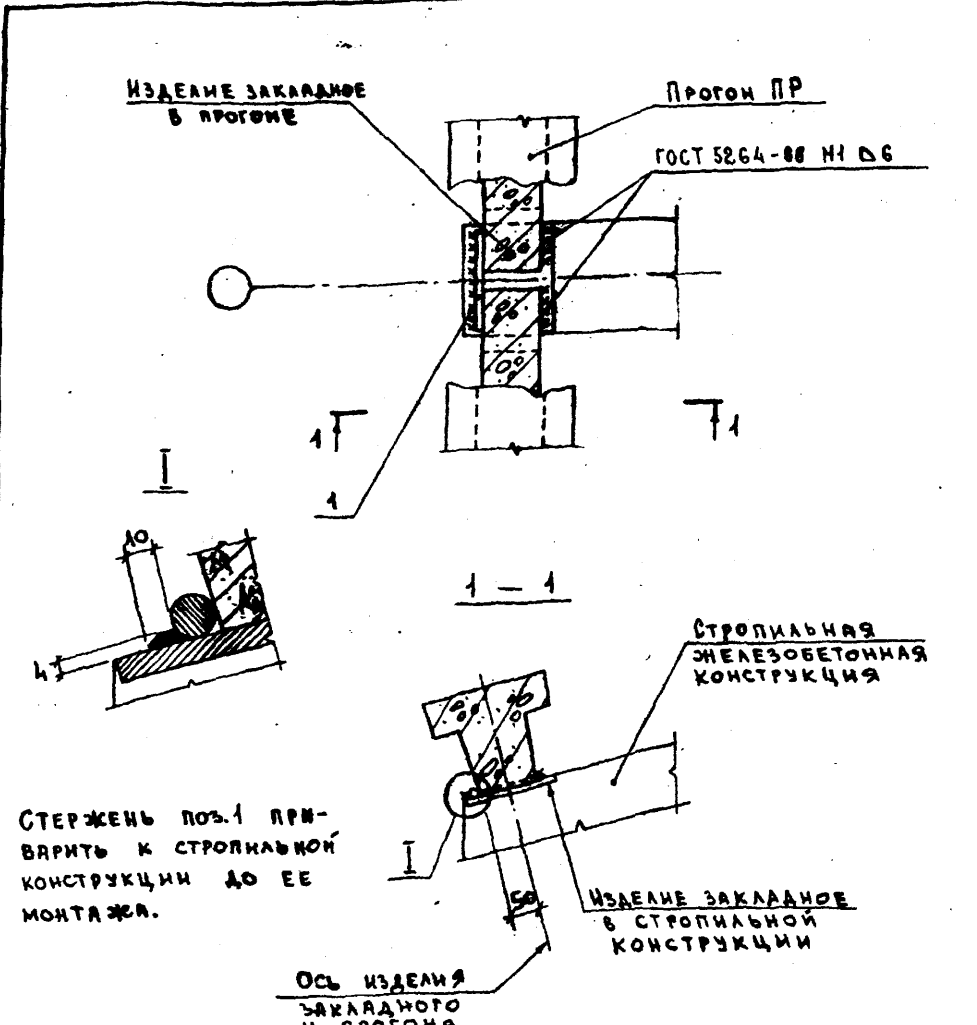 ИЗДЕЛИЕ ЗАКЛАДНОЕ
В ПРОГОНЕ
ПРОГОН ПР
ГОСТ 5264-80 Н1 ⊿6
1
1
1
I
10
4
1 — 1
СТРОПИЛЬНАЯ
ЖЕЛЕЗОБЕТОННАЯ
КОНСТРУКЦИЯ
СТЕРЖЕНЬ ПОЗ.1 ПРИ-
ВАРИТЬ К СТРОПИЛЬНОЙ
КОНСТРУКЦИИ ДО ЕЕ
МОНТАЖА.
I
50
ИЗДЕЛИЕ ЗАКЛАДНОЕ
В СТРОПИЛЬНОЙ
КОНСТРУКЦИИ
ОСЬ ИЗДЕЛИЯ
ЗАКЛАДНОГО